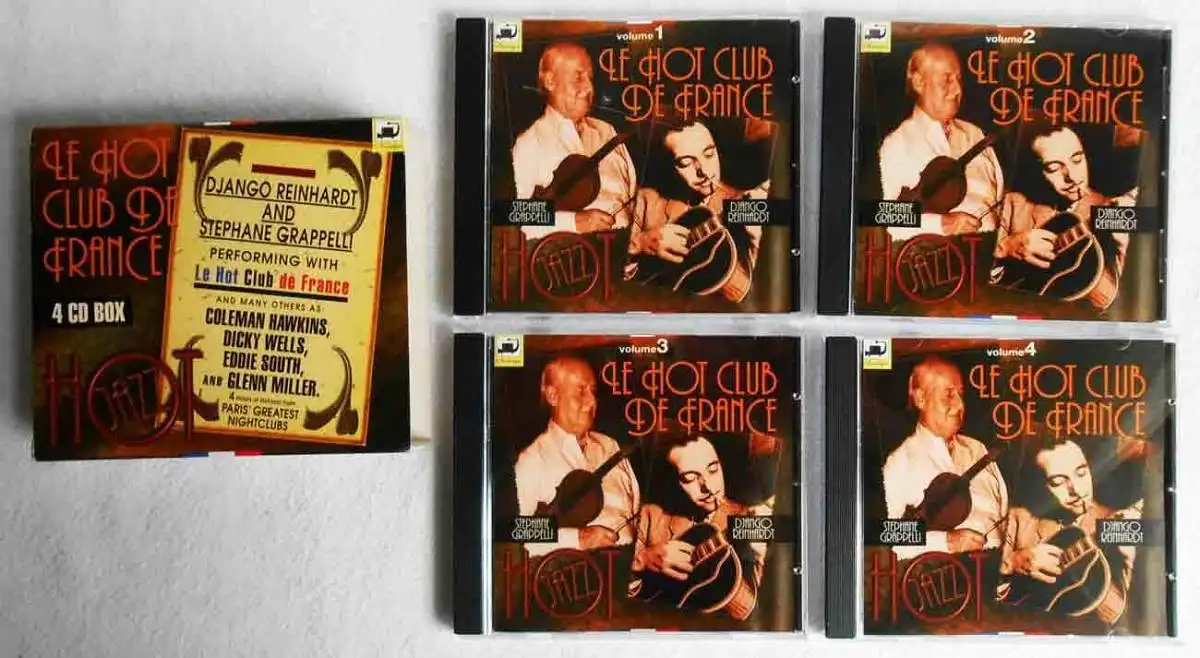 LE HOT
CLUB DE
FRANCE
4 CD BOX
HOT
JAZZ
DJANGO REINHARDT
AND
STEPHANE GRAPPELLI
PERFORMING WITH
Le Hot Club de France
AND MANY OTHERS AS
COLEMAN HAWKINS,
DICKY WELLS,
EDDIE SOUTH,
AND GLENN MILLER.
PARIS' GREATEST
NIGHTCLUBS
volume 1
LE HOT CLUB
DE FRANCE
STEPHANE
GRAPPELLI
DJANGO
REINHARDT
HOT
JAZZ
volume 2
LE HOT CLUB
DE FRANCE
STEPHANE
GRAPPELLI
DJANGO
REINHARDT
HOT
JAZZ
volume 3
LE HOT CLUB
DE FRANCE
STEPHANE
GRAPPELLI
DJANGO
REINHARDT
HOT
JAZZ
volume 4
LE HOT CLUB
DE FRANCE
STEPHANE
GRAPPELLI
DJANGO
REINHARDT
HOT
JAZZ